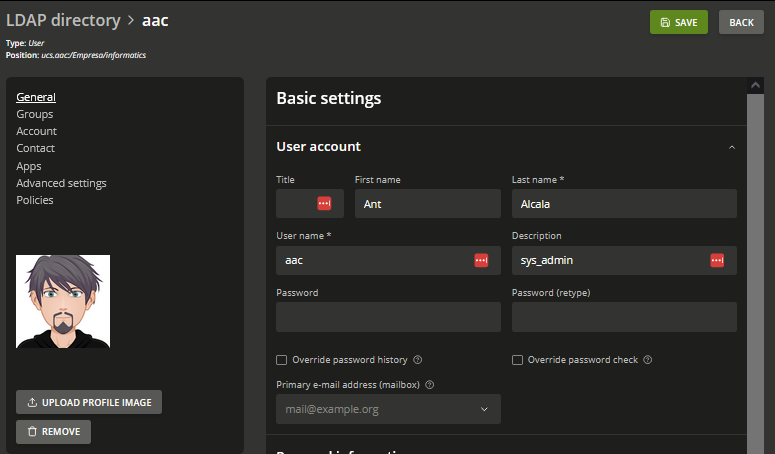 LDAP directory > aac
SAVE
BACK
Type: User
Position: ucs.aac:/Empresa/informatics
General
Groups
Account
Contact
Apps
Advanced settings
Policies
UPLOAD PROFILE IMAGE
REMOVE
Basic settings
User account
Title
First name
Last name *
Ant
Alcala
User name *
Description
aac
sys_admin
Password
Password (retype)
Override password history
Override password check
Primary e-mail address (mailbox)
mail@example.org